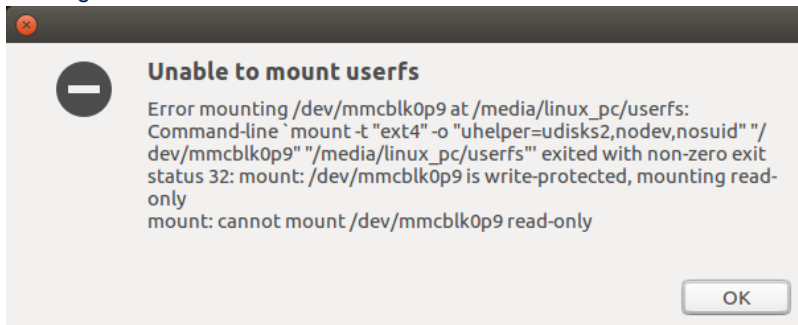 Unable to mount userfs
Error mounting /dev/mmcblk0p9 at /media/linux_pc/userfs:
Command-line `mount -t "ext4" -o "uhelper=udisks2,nodev,nosuid" "/
dev/mmcblk0p9" "/media/linux_pc/userfs"' exited with non-zero exit
status 32: mount: /dev/mmcblk0p9 is write-protected, mounting read-
only
mount: cannot mount /dev/mmcblk0p9 read-only
OK